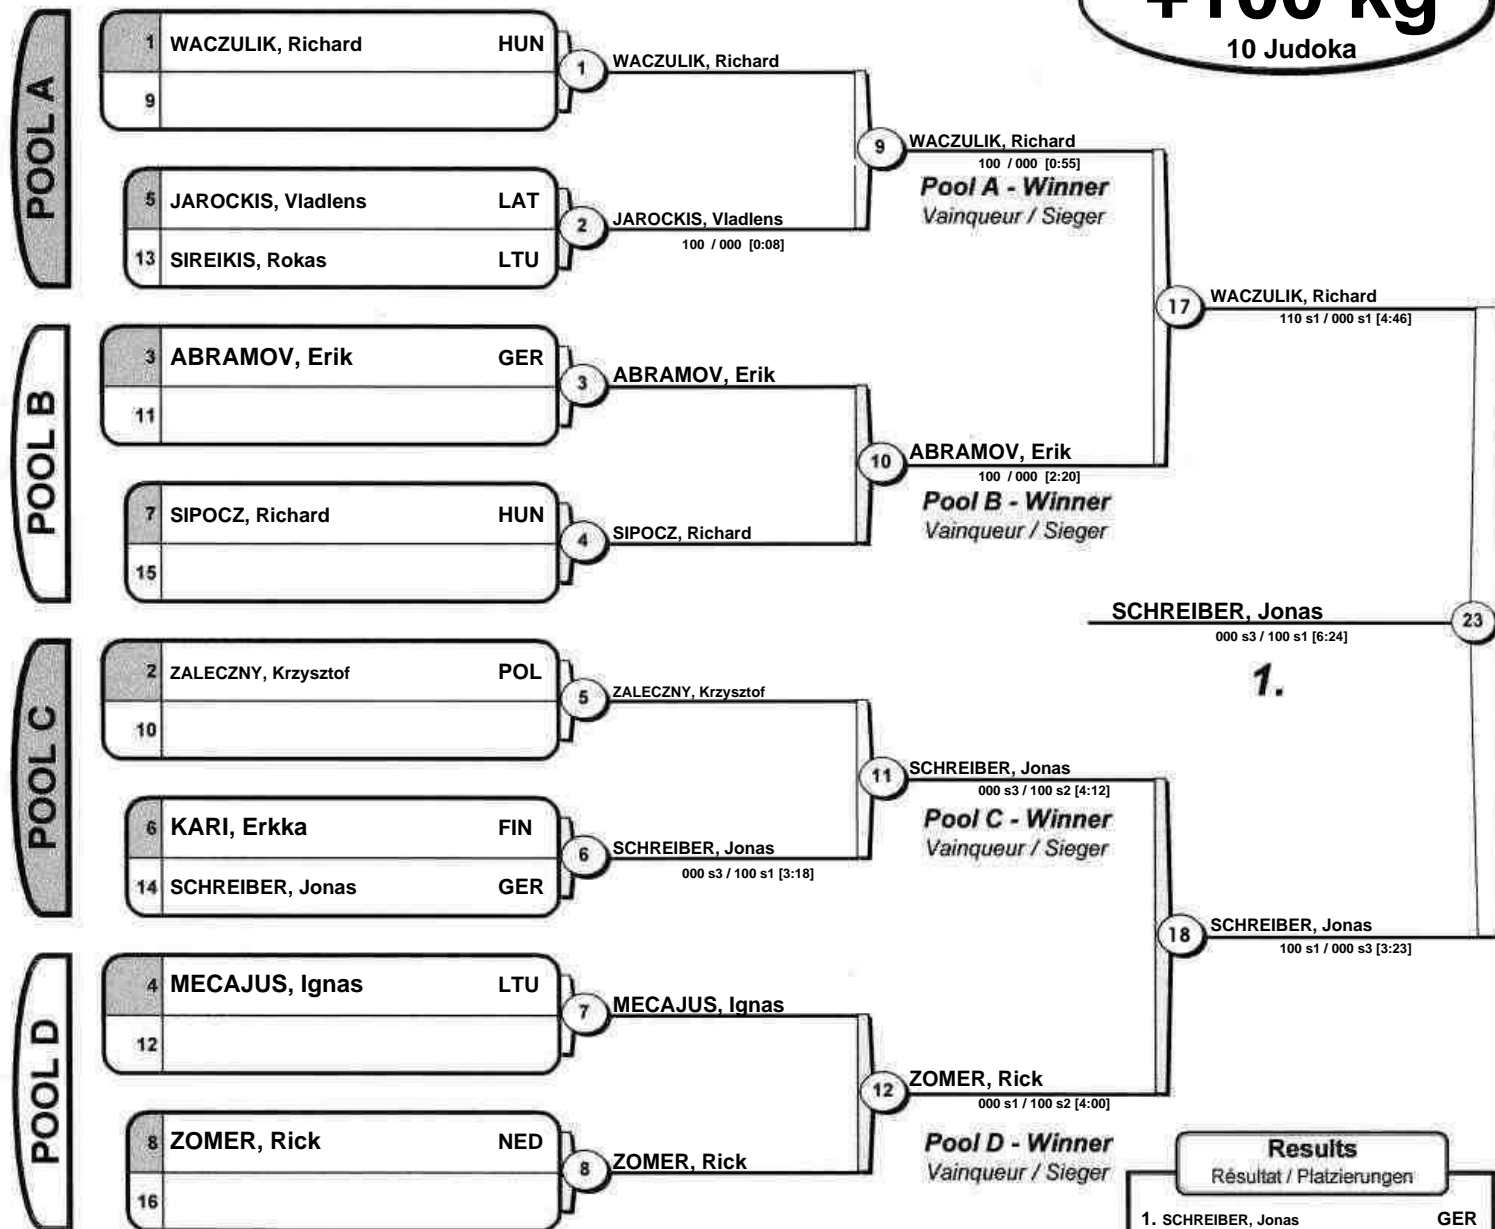 +100 kg
10 Judoka
POOL A
1 WACZULIK, Richard HUN
9
1 WACZULIK, Richard
5 JAROCKIS, Vladlens LAT
13 SIREIKIS, Rokas LTU
2 JAROCKIS, Vladlens
100 / 000 [0:08]
9 WACZULIK, Richard
100 / 000 [0:55]
Pool A - Winner
Vainqueur / Sieger
POOL B
3 ABRAMOV, Erik GER
11
3 ABRAMOV, Erik
7 SIPOCZ, Richard HUN
15
4 SIPOCZ, Richard
10 ABRAMOV, Erik
100 / 000 [2:20]
Pool B - Winner
Vainqueur / Sieger
17 WACZULIK, Richard
110 s1 / 000 s1 [4:46]
SCHREIBER, Jonas 23
000 s3 / 100 s1 [6:24]
1.
POOL C
2 ZALECZNY, Krzysztof POL
10
5 ZALECZNY, Krzysztof
6 KARI, Erkka FIN
14 SCHREIBER, Jonas GER
6 SCHREIBER, Jonas
000 s3 / 100 s1 [3:18]
11 SCHREIBER, Jonas
000 s3 / 100 s2 [4:12]
Pool C - Winner
Vainqueur / Sieger
POOL D
4 MECAJUS, Ignas LTU
12
7 MECAJUS, Ignas
8 ZOMER, Rick NED
16
8 ZOMER, Rick
12 ZOMER, Rick
000 s1 / 100 s2 [4:00]
Pool D - Winner
Vainqueur / Sieger
18 SCHREIBER, Jonas
100 s1 / 000 s3 [3:23]
Results
Résultat / Platzierungen
1. SCHREIBER, Jonas GER